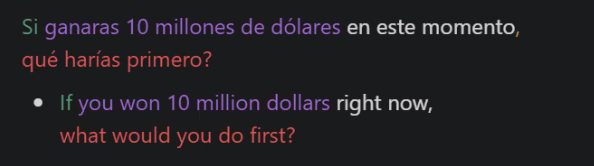 Si ganaras 10 millones de dólares en este momento,
qué harías primero?
• If you won 10 million dollars right now,
what would you do first?